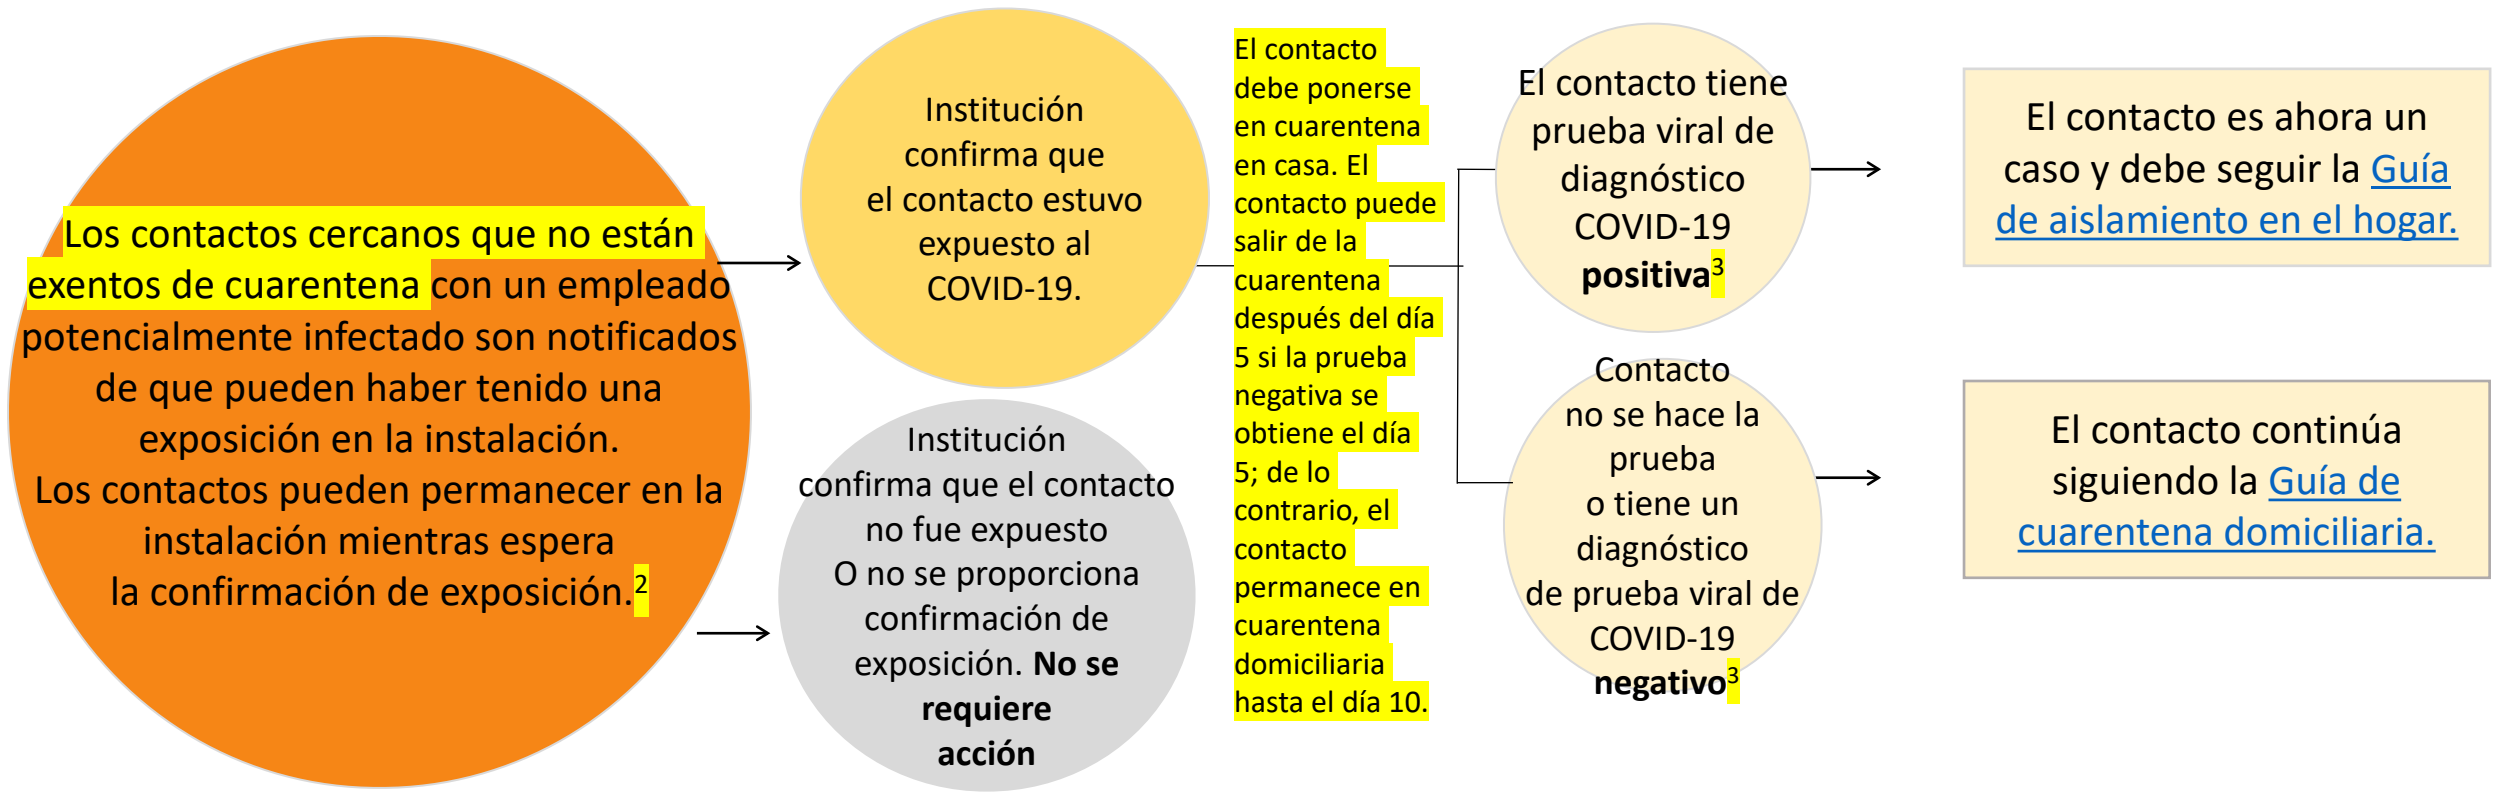 Los contactos cercanos que no están
exentos de cuarentena con un empleado
potencialmente infectado son notificados
de que pueden haber tenido una
exposición en la instalación.
Los contactos pueden permanecer en la
instalación mientras espera
la confirmación de exposición.2
Institución
confirma que
el contacto estuvo
expuesto al
COVID-19.
Institución
confirma que el contacto
no fue expuesto
O no se proporciona
confirmación de
exposición. No se
requiere
acción
El contacto
debe ponerse
en cuarentena
en casa. El
contacto puede
salir de la
cuarentena
después del día
5 si la prueba
negativa se
obtiene el día
5; de lo
contrario, el
contacto
permanece en
cuarentena
domiciliaria
hasta el día 10.
El contacto tiene
prueba viral de
diagnóstico
COVID-19
positiva3
Contacto
no se hace la
prueba
o tiene un
diagnóstico
de prueba viral de
COVID-19
negativo3
El contacto es ahora un
caso y debe seguir la Guía
de aislamiento en el hogar.
El contacto continúa
siguiendo la Guía de
cuarentena domiciliaria.